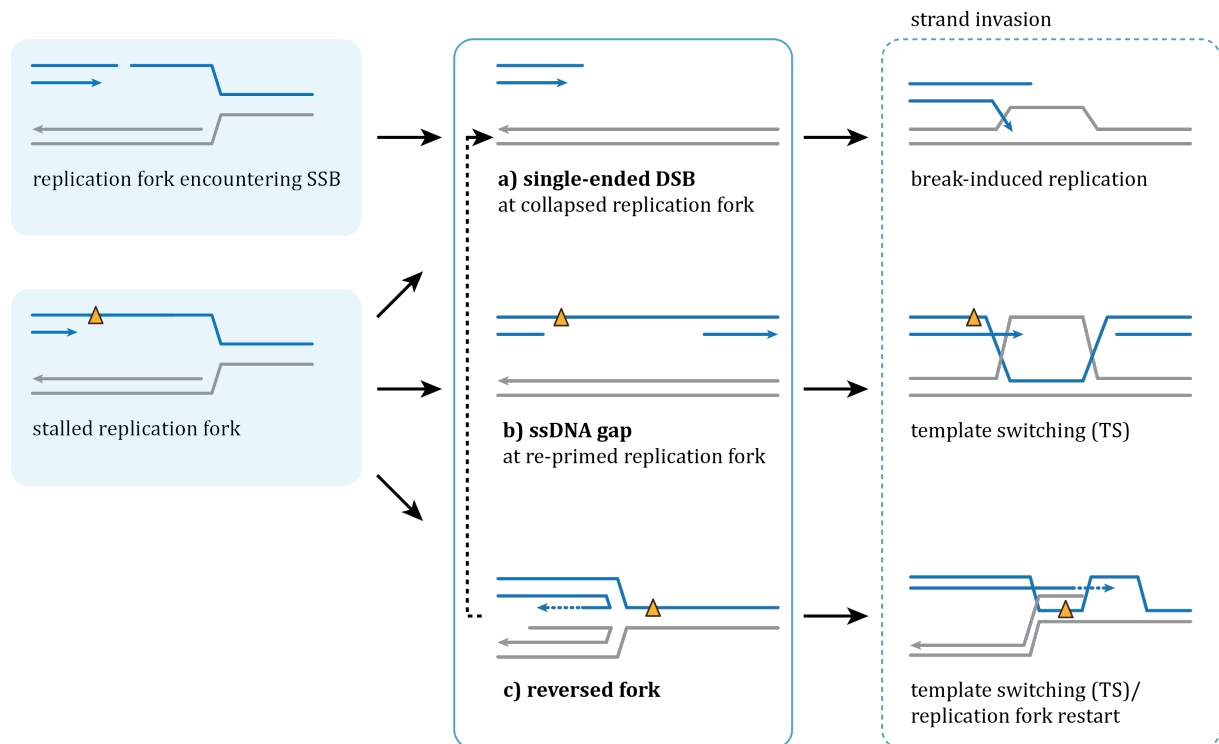 strand invasion
replication fork encountering SSB
a) single-ended DSB
at collapsed replication fork
break-induced replication
stalled replication fork
b) ssDNA gap
at re-primed replication fork
template switching (TS)
c) reversed fork
template switching (TS)/
replication fork restart